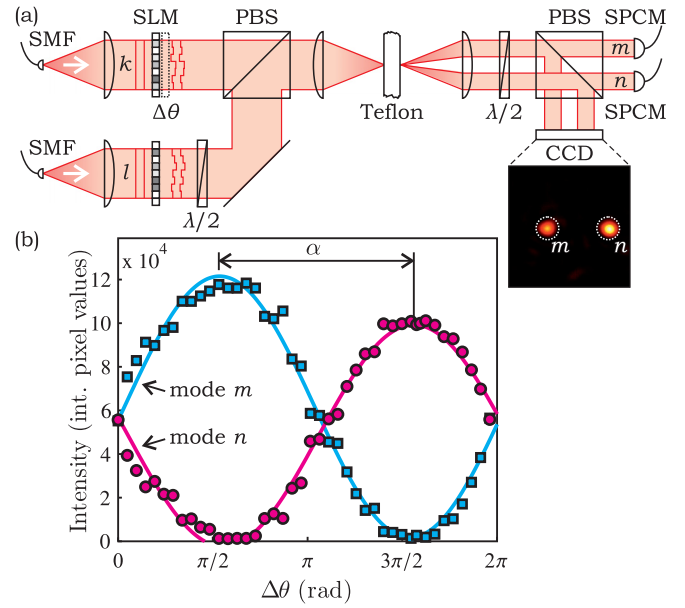 (a)
SLM
PBS
PBS
SPCM
SMF
k
m
n
Δθ
Teflon
λ/2
SPCM
SMF
CCD
l
λ/2
m
n
(b)
x 10⁴
α
12
10
8
6
4
2
0
mode m
mode n
Intensity (int. pixel values)
0
π/2
π
3π/2
2π
Δθ (rad)